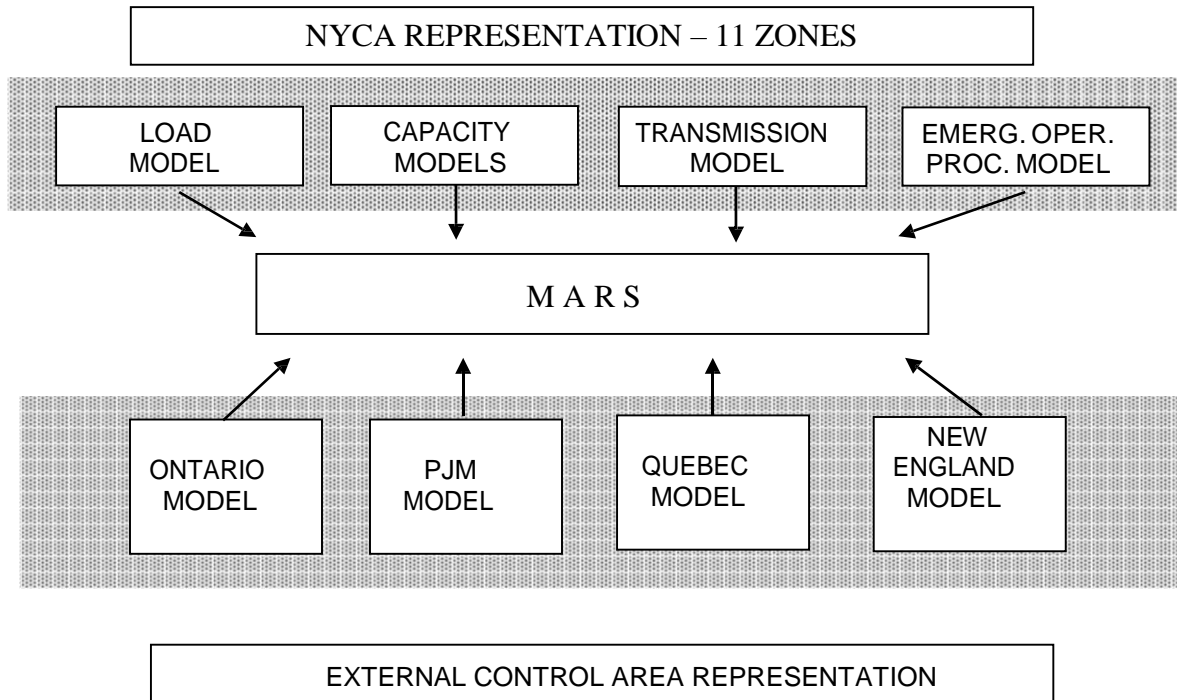 NYCA REPRESENTATION – 11 ZONES
LOAD
MODEL
CAPACITY
MODELS
TRANSMISSION
MODEL
EMERG. OPER.
PROC. MODEL
M A R S
ONTARIO
MODEL
PJM
MODEL
QUEBEC
MODEL
NEW
ENGLAND
MODEL
EXTERNAL CONTROL AREA REPRESENTATION